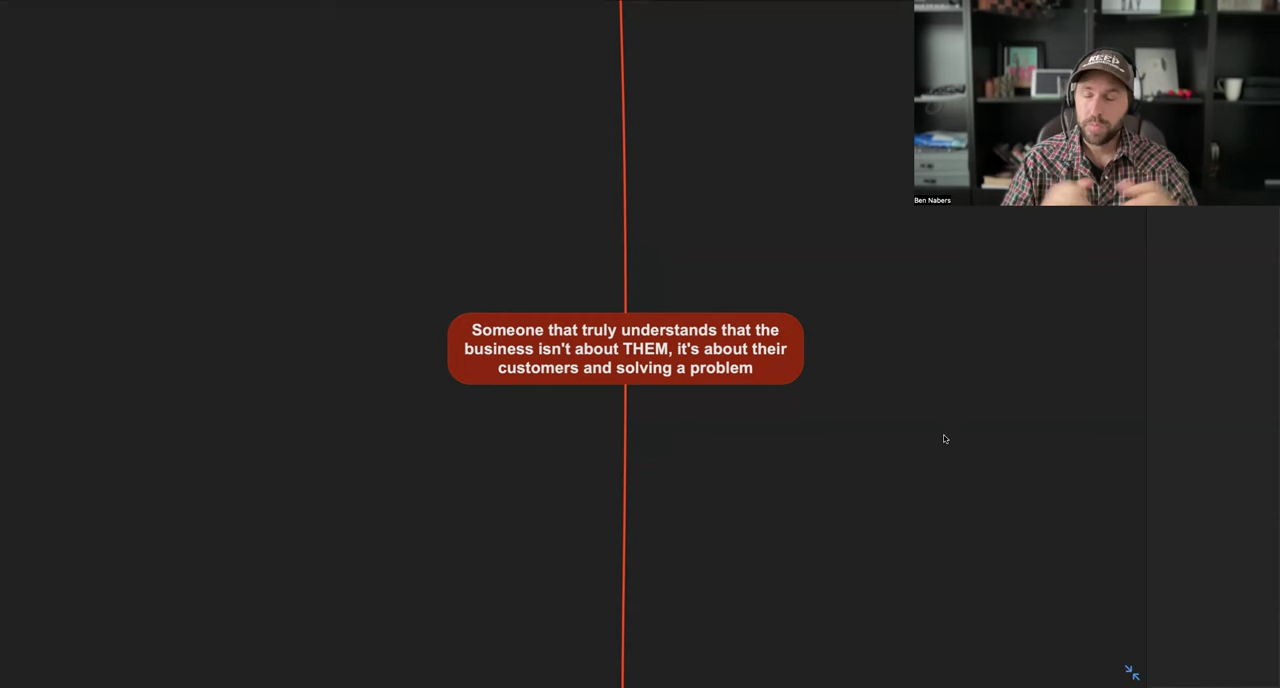 KEEP
Ben Nabers
Someone that truly understands that the
business isn't about THEM, it's about their
customers and solving a problem